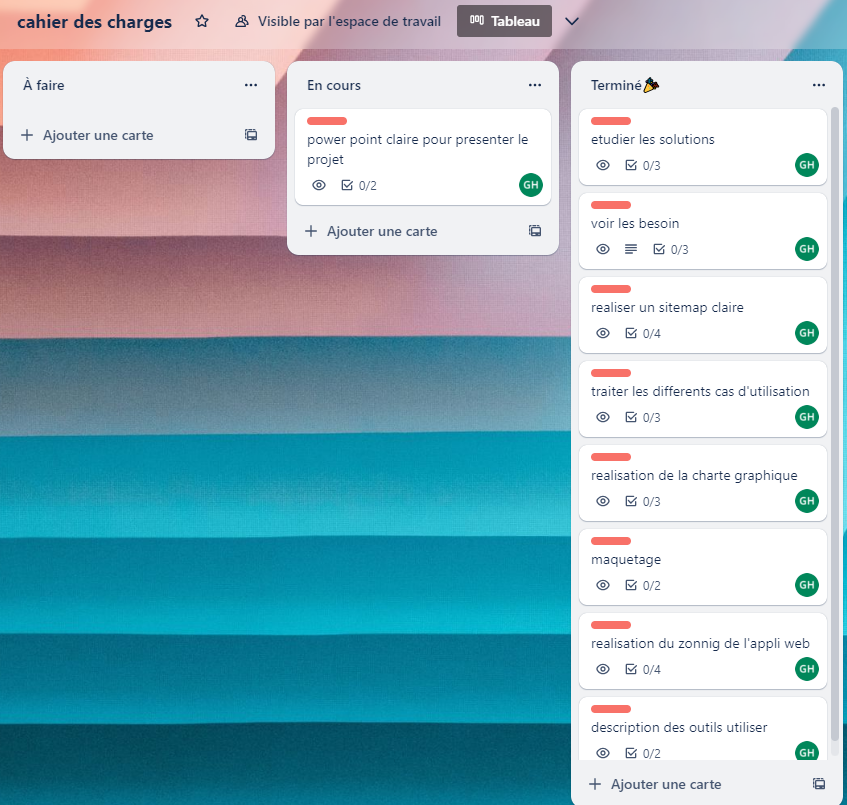 cahier des charges
Visible par l'espace de travail
Tableau
À faire
Ajouter une carte
En cours
power point claire pour presenter le
projet
0/2
GH
Ajouter une carte
Terminé
etudier les solutions
0/3
GH
voir les besoin
0/3
GH
realiser un sitemap claire
0/4
GH
traiter les differents cas d'utilisation
0/3
GH
realisation de la charte graphique
0/3
GH
maquetage
0/2
GH
realisation du zonnig de l'appli web
0/4
GH
description des outils utiliser
0/2
GH
Ajouter une carte